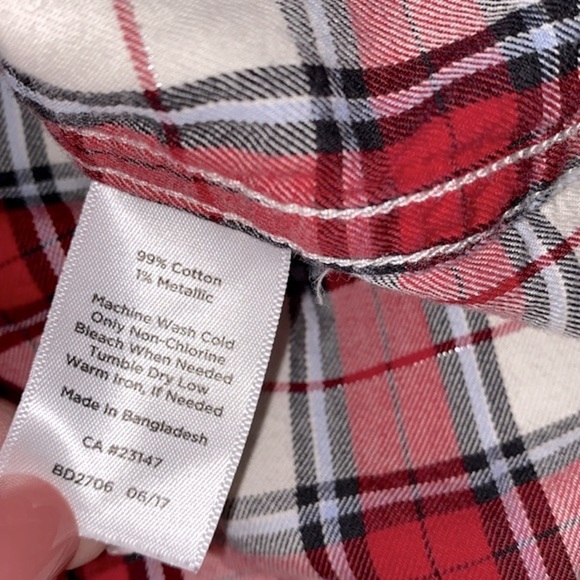 99% Cotton
1% Metallic
Machine Wash Cold
Only Non-Chlorine
Bleach When Needed
Tumble Dry Low
Warm Iron, If Needed
Made in Bangladesh
CA #23147
BD2706 06/17